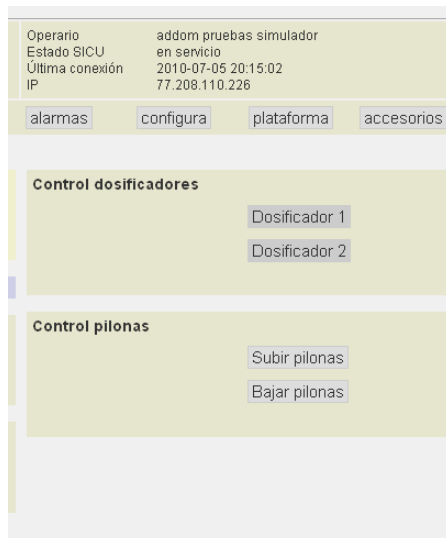 Operario addom pruebas simulador
Estado SICU en servicio
Última conexión 2010-07-05 20:15:02
IP 77.208.110.226
alarmas configura plataforma accesorios
Control dosificadores
Dosificador 1
Dosificador 2
Control pilonas
Subir pilonas
Bajar pilonas